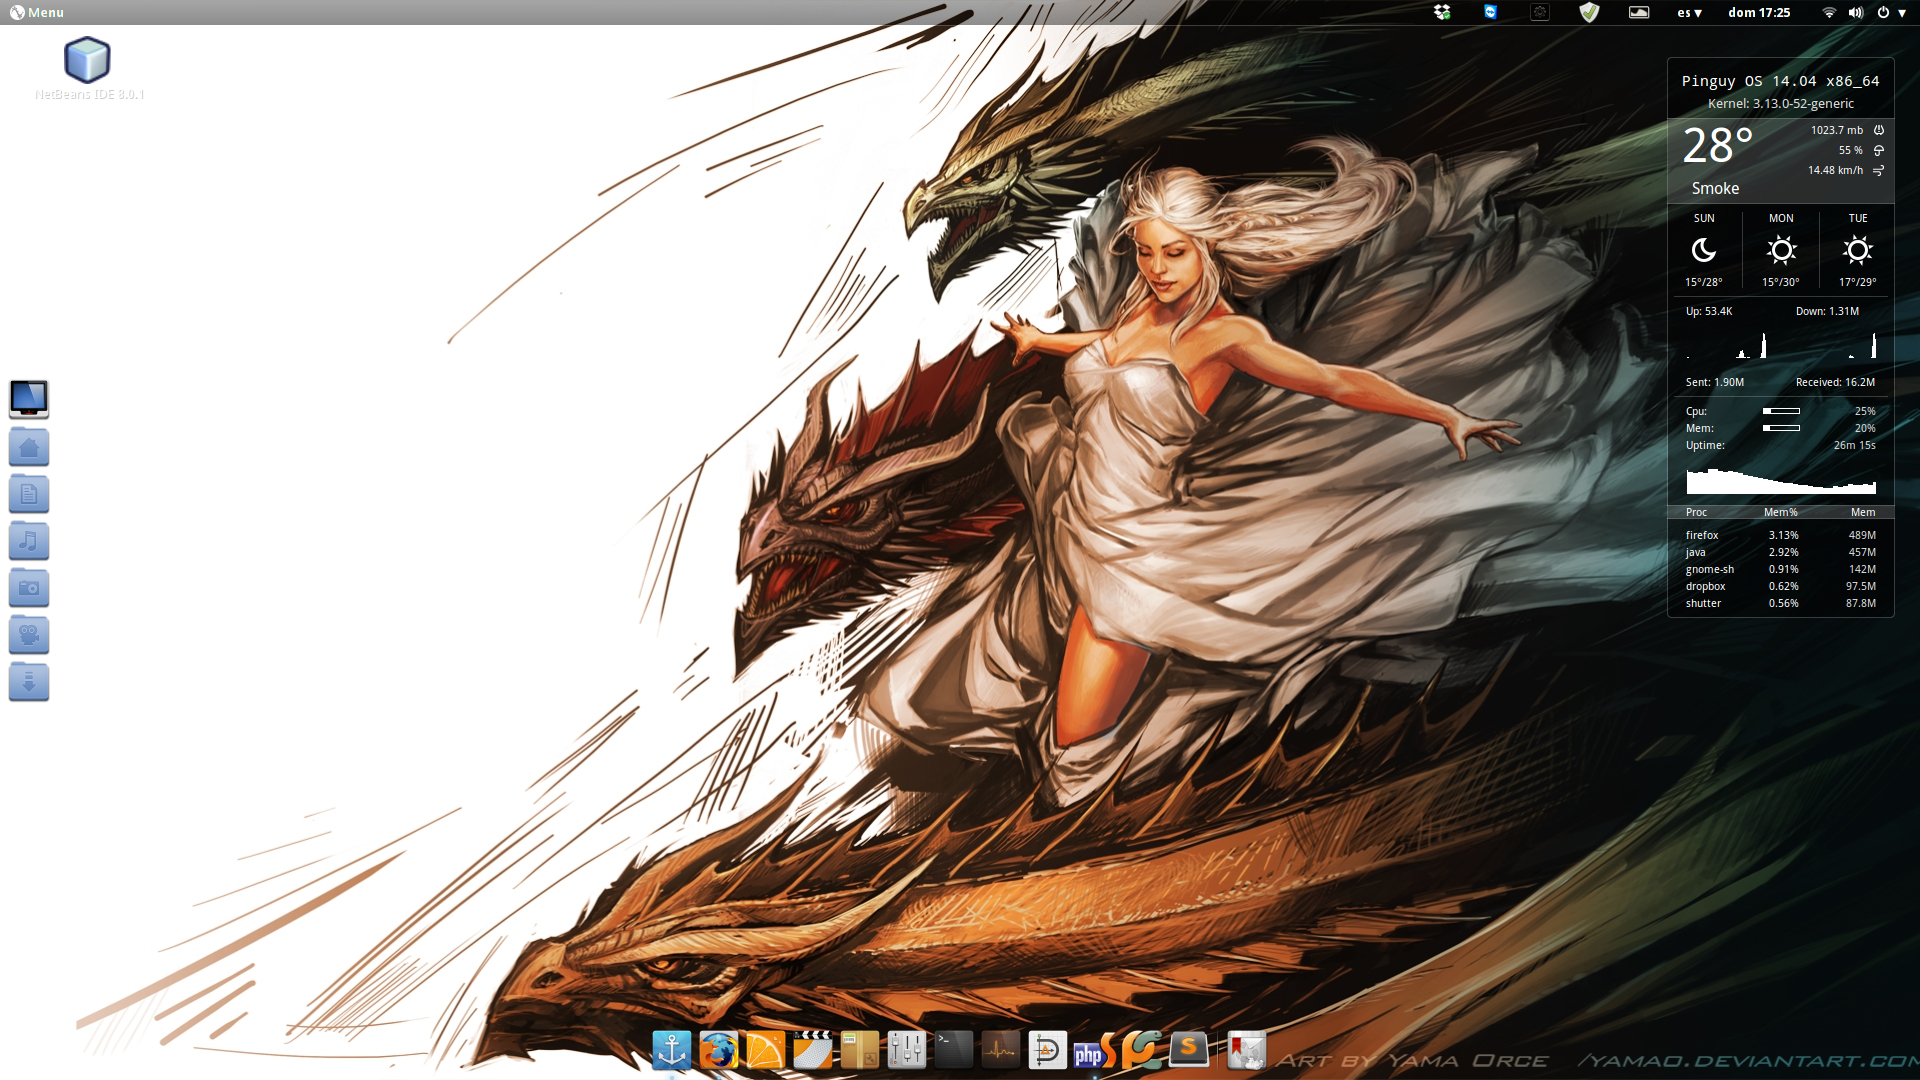 Menu
es ▾
dom 17:25
NetBeans IDE 8.0.1
Pinguy OS 14.04 x86_64
Kernel: 3.13.0-52-generic
28°
1023.7 mb
55 %
14.48 km/h
Smoke
SUN MON TUE
15°/28° 15°/30° 17°/29°
Up: 53.4K Down: 1.31M
Sent: 1.90M Received: 16.2M
Cpu: 25%
Mem: 20%
Uptime: 26m 15s
Proc Mem% Mem
firefox 3.13% 489M
java 2.92% 457M
gnome-sh 0.91% 142M
dropbox 0.62% 97.5M
shutter 0.56% 87.8M
php
S
ART BY YAMA ORCE /YAMAO.DEVIANTART.CO